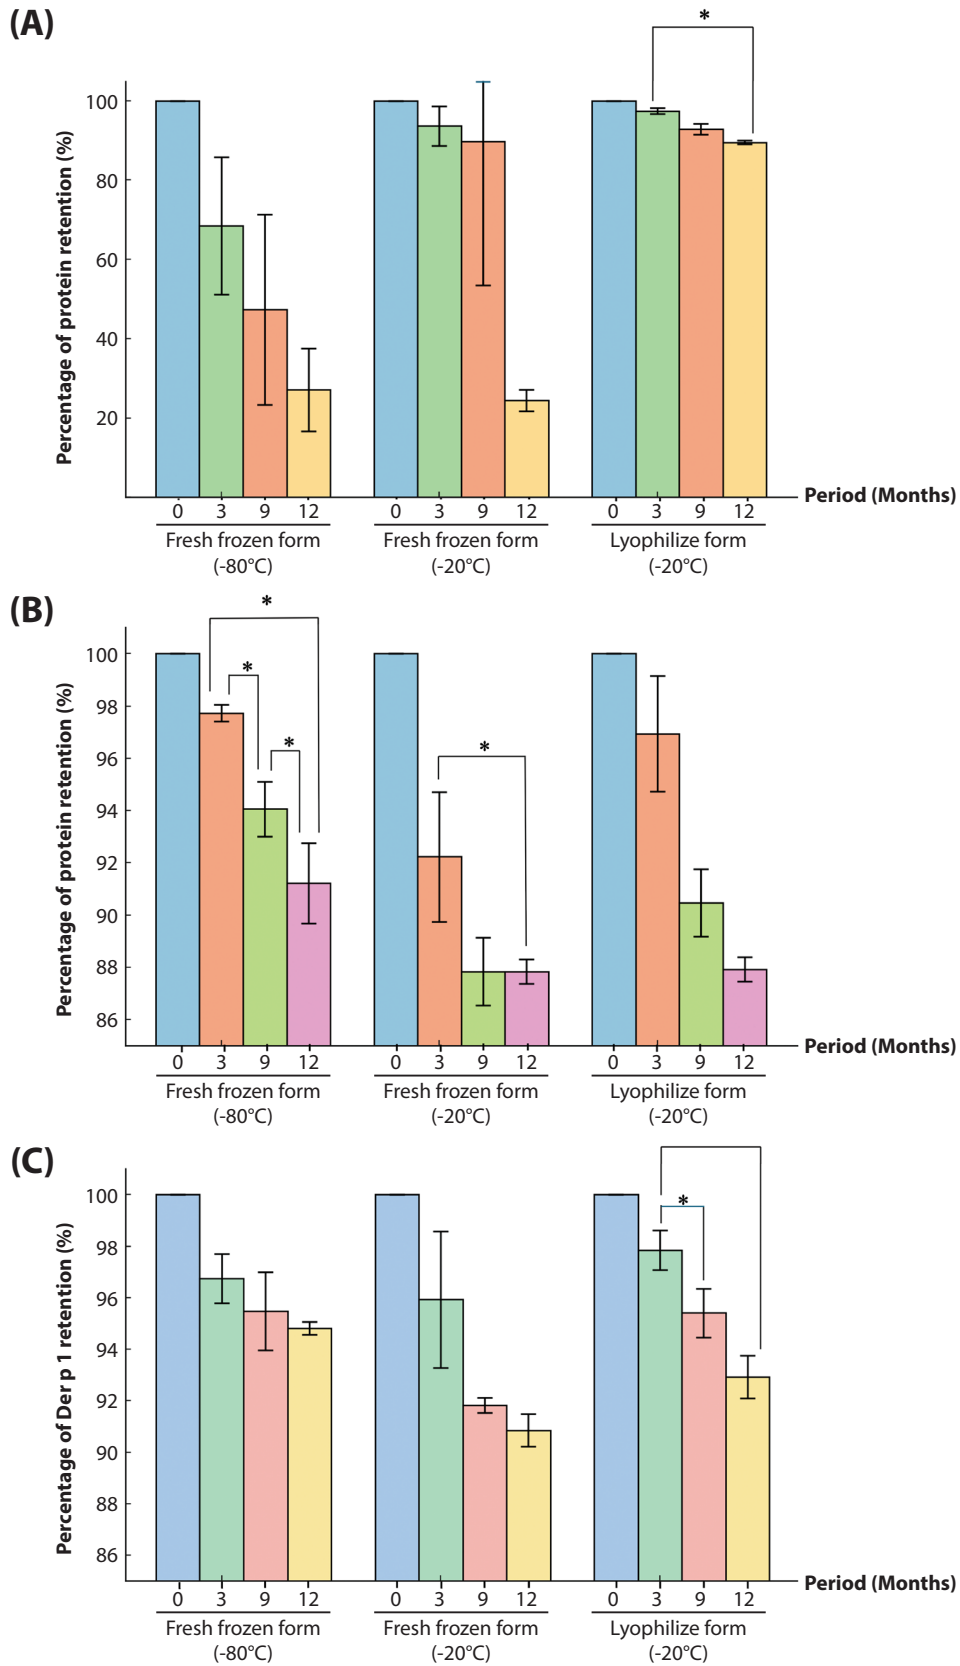 (A)
*
Percentage of protein retention (%)
100
80
60
40
20
0 3 9 12 0 3 9 12 0 3 9 12
Period (Months)
Fresh frozen form Fresh frozen form Lyophilize form
(-80°C) (-20°C) (-20°C)
(B)
*
*
*
*
Percentage of protein retention (%)
100
98
96
94
92
90
88
86
0 3 9 12 0 3 9 12 0 3 9 12
Period (Months)
Fresh frozen form Fresh frozen form Lyophilize form
(-80°C) (-20°C) (-20°C)
(C)
*
Percentage of Der p 1 retention (%)
100
98
96
94
92
90
88
86
0 3 9 12 0 3 9 12 0 3 9 12
Period (Months)
Fresh frozen form Fresh frozen form Lyophilize form
(-80°C) (-20°C) (-20°C)